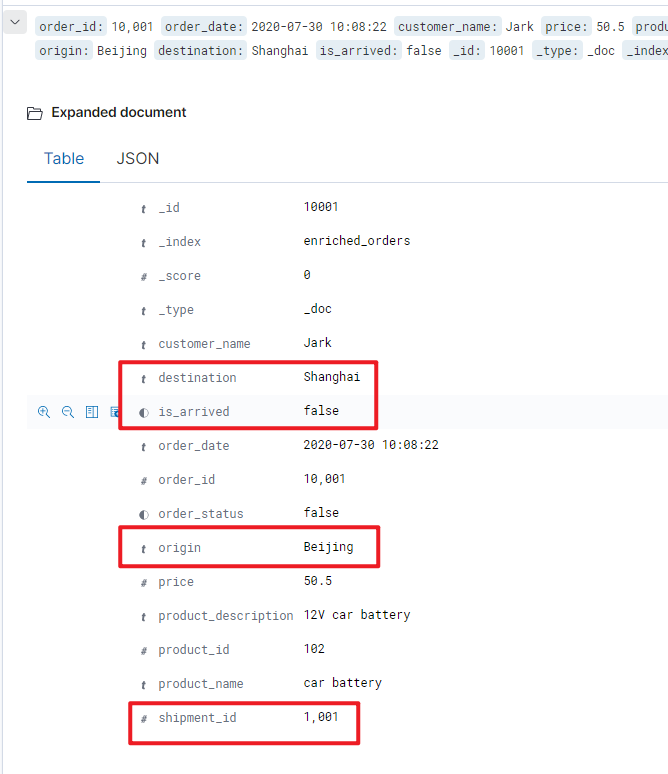 order_id: 10,001 order_date: 2020-07-30 10:08:22 customer_name: Jark price: 50.5
origin: Beijing destination: Shanghai is_arrived: false _id: 10001 _type: _doc
Expanded document
Table JSON
t _id 10001
t _index enriched_orders
# _score 0
t _type _doc
t customer_name Jark
t destination Shanghai
is_arrived false
t order_date 2020-07-30 10:08:22
# order_id 10,001
order_status false
t origin Beijing
# price 50.5
t product_description 12V car battery
# product_id 102
t product_name car battery
# shipment_id 1,001